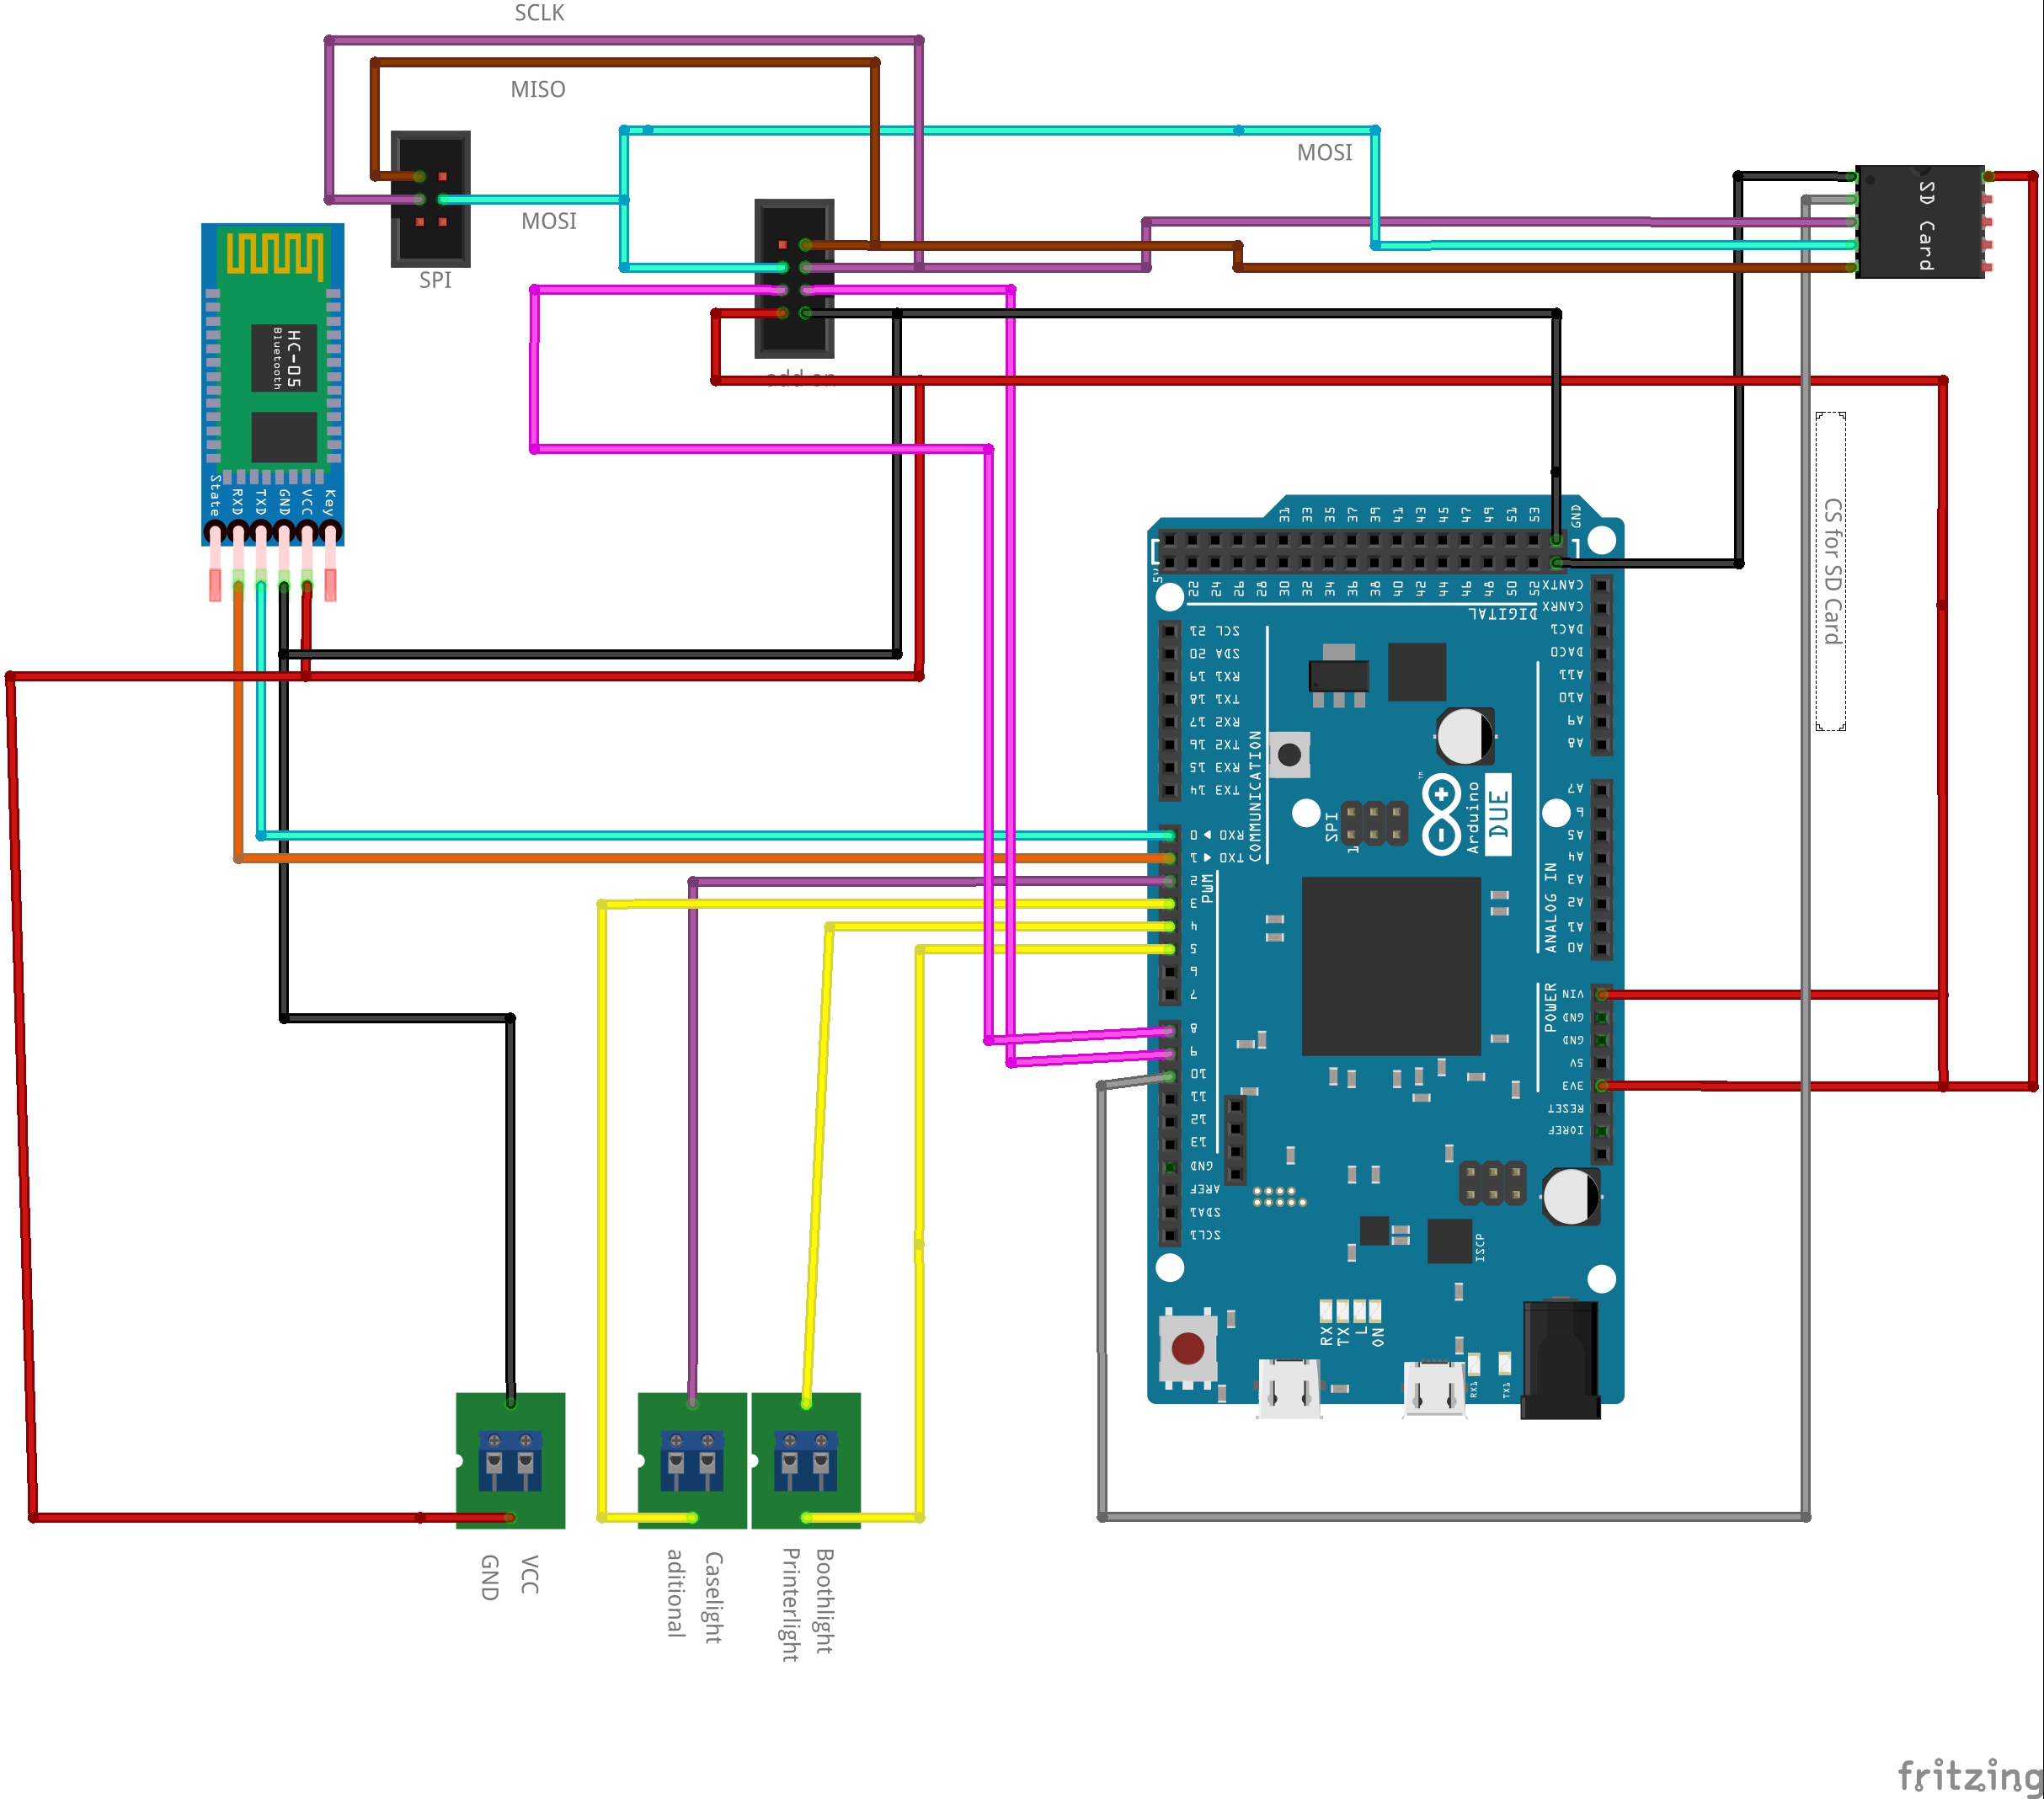 SCLK
MISO
MOSI
MOSI
SPI
add-on
SD Card
HC-05
Bluetooth
State
RXD
TXD
GND
VCC
Key
CS for SD Card
31 33 35 37 39 41 43 45 47 49 51 53 GND
5V
22 24 26 28 30 32 34 36 38 40 42 44 46 48 50 52
DIGITAL
SCL 21
SDA 20
RX1 19
TX1 18
RX2 17
TX2 16
RX3 15
TX3 14
RXD ◄ 0
TXD ► 1
COMMUNICATION
PWM
2
3
4
5
6
7
8
9
10
11
12
13
GND
AREF
SDA1
SCL1
CANTX
CANRX
DAC1
DAC0
A11
A10
A9
A8
A7
6
A5
A4
A3
A2
A1
A0
ANALOG IN
POWER
VIN
GND
GND
5V
3V3
RESET
IOREF
SPI
1
TM
Arduino
DUE
ISCP
RX
TX
L
ON
RX1
TX1
VCC
GND
Caselight
aditional
Boothlight
Printerlight
fritzing